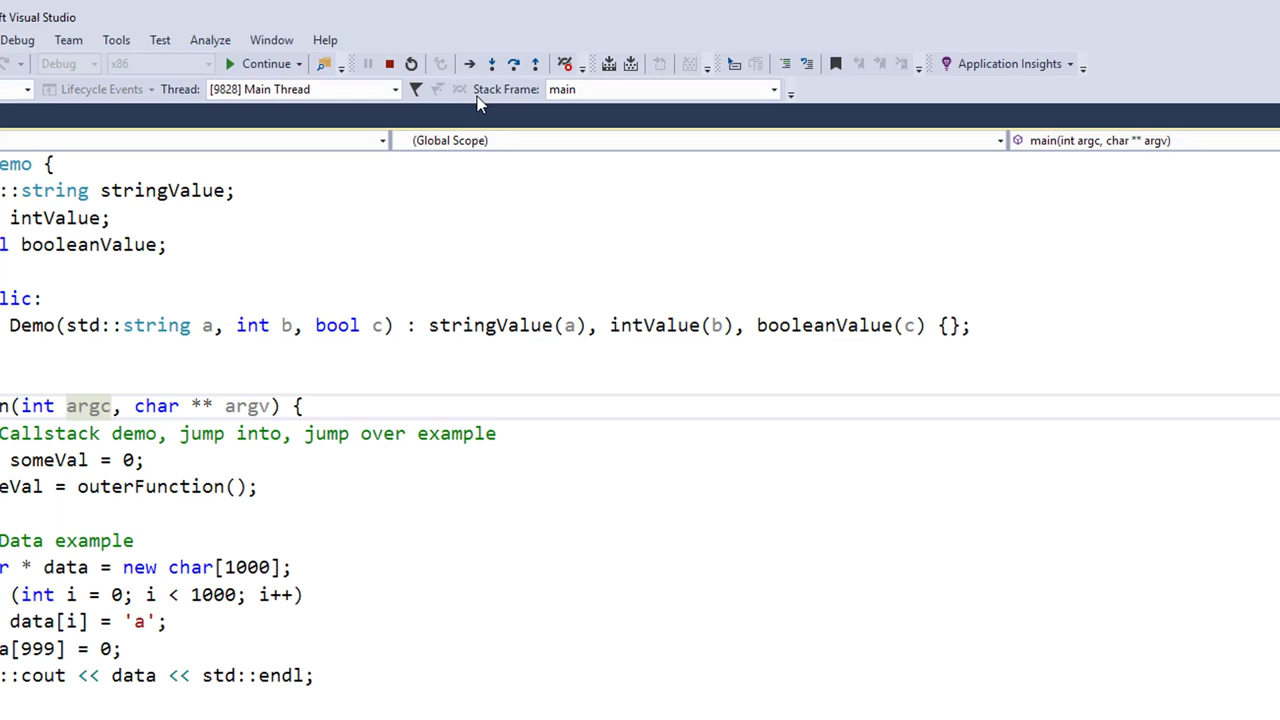 ft Visual Studio
Debug Team Tools Test Analyze Window Help
Debug x86 Continue Application Insights
Lifecycle Events Thread: [9828] Main Thread Stack Frame: main
(Global Scope) main(int argc, char ** argv)
emo {
::string stringValue;
intValue;
l booleanValue;
lic:
Demo(std::string a, int b, bool c) : stringValue(a), intValue(b), booleanValue(c) {};
n(int argc, char ** argv) {
Callstack demo, jump into, jump over example
someVal = 0;
eVal = outerFunction();
Data example
r * data = new char[1000];
(int i = 0; i < 1000; i++)
data[i] = 'a';
a[999] = 0;
::cout << data << std::endl;